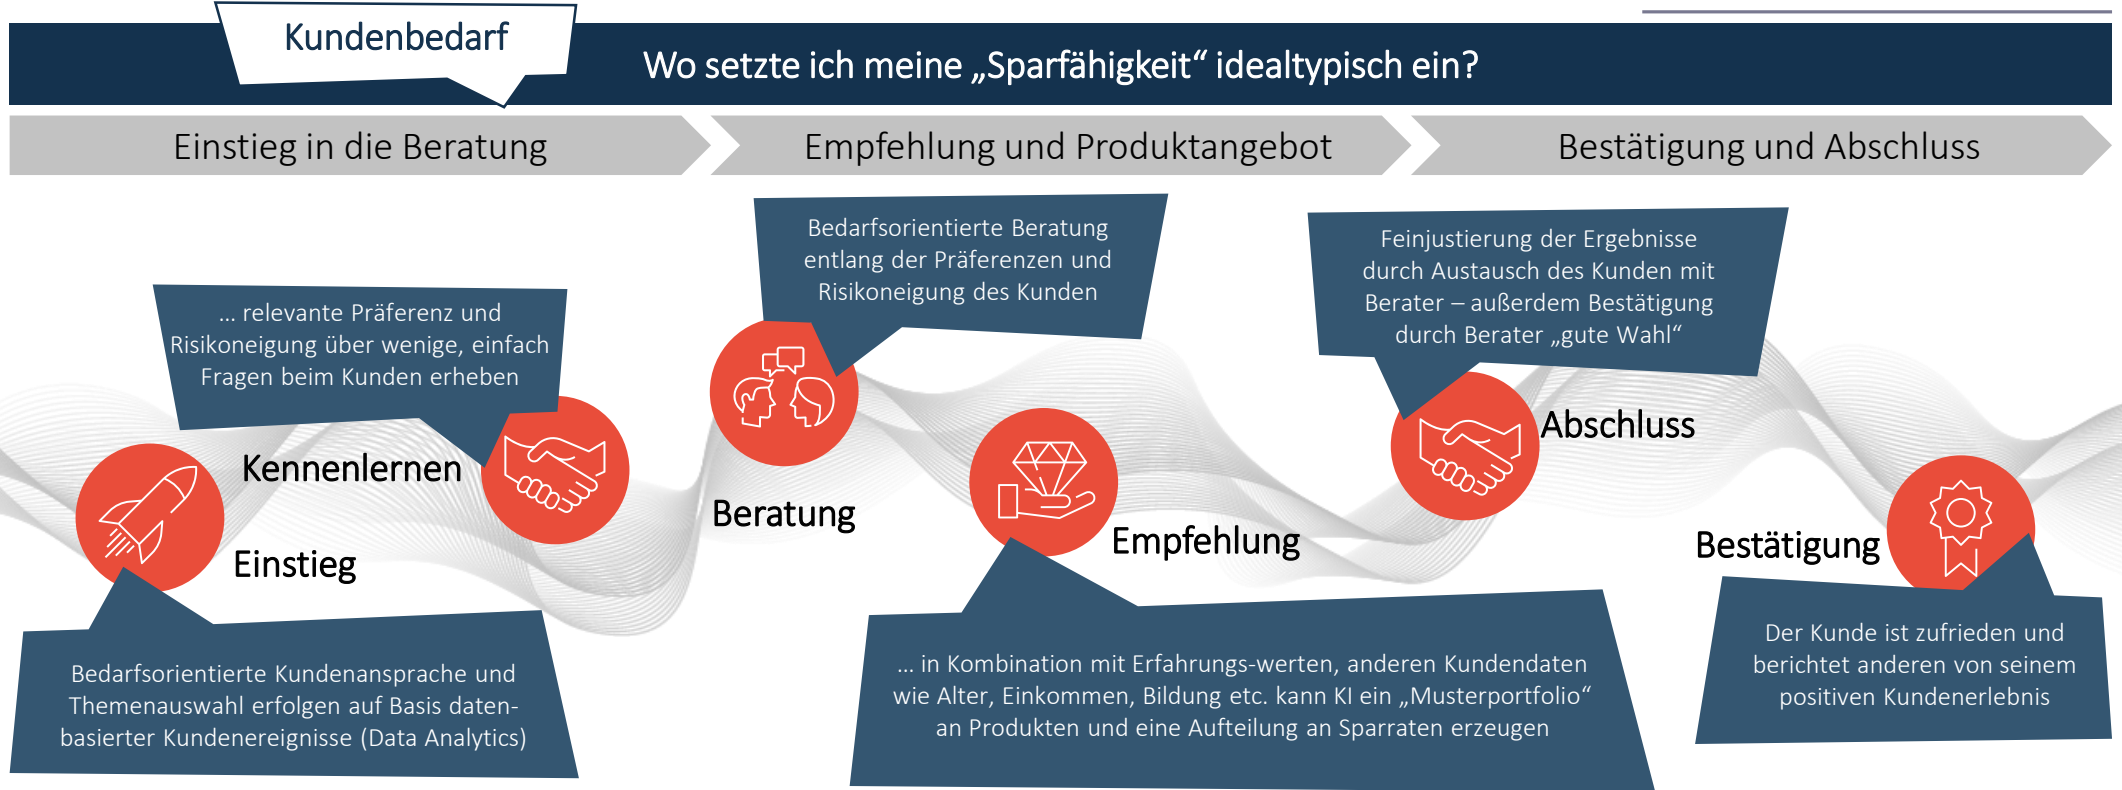 Kundenbedarf
Wo setzte ich meine „Sparfähigkeit“ idealtypisch ein?
Einstieg in die Beratung
Empfehlung und Produktangebot
Bestätigung und Abschluss
... relevante Präferenz und
Risikoneigung über wenige, einfach
Fragen beim Kunden erheben
Kennenlernen
Einstieg
Bedarfsorientierte Kundenansprache und
Themenauswahl erfolgen auf Basis daten-
basierter Kundenereignisse (Data Analytics)
Bedarfsorientierte Beratung
entlang der Präferenzen und
Risikoneigung des Kunden
Beratung
Empfehlung
... in Kombination mit Erfahrungs-werten, anderen Kundendaten
wie Alter, Einkommen, Bildung etc. kann KI ein „Musterportfolio“
an Produkten und eine Aufteilung an Sparraten erzeugen
Feinjustierung der Ergebnisse
durch Austausch des Kunden mit
Berater – außerdem Bestätigung
durch Berater „gute Wahl“
Abschluss
Bestätigung
Der Kunde ist zufrieden und
berichtet anderen von seinem
positiven Kundenerlebnis